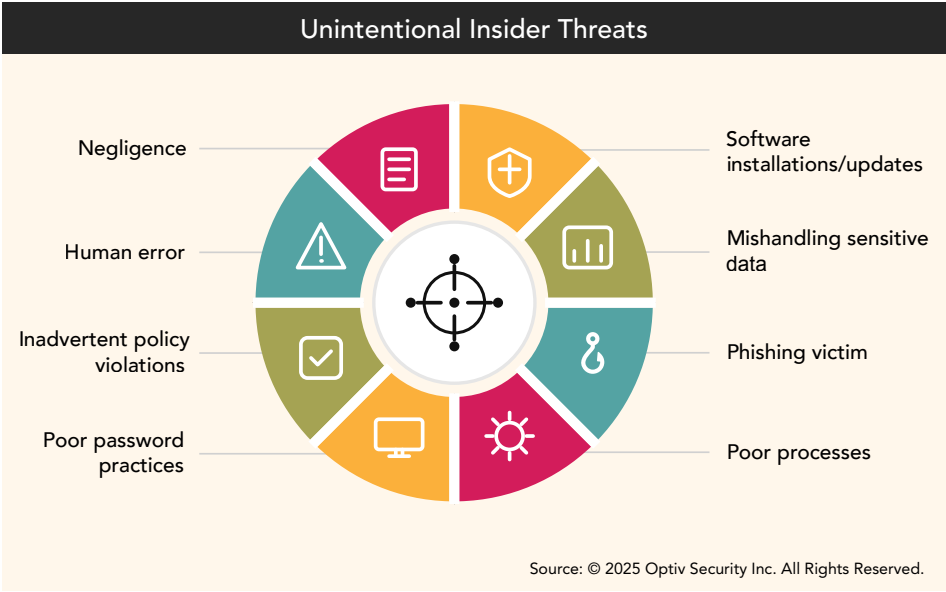 Unintentional Insider Threats
Negligence
Human error
Inadvertent policy
violations
Poor password
practices
Software
installations/updates
Mishandling sensitive
data
Phishing victim
Poor processes
Source: © 2025 Optiv Security Inc. All Rights Reserved.